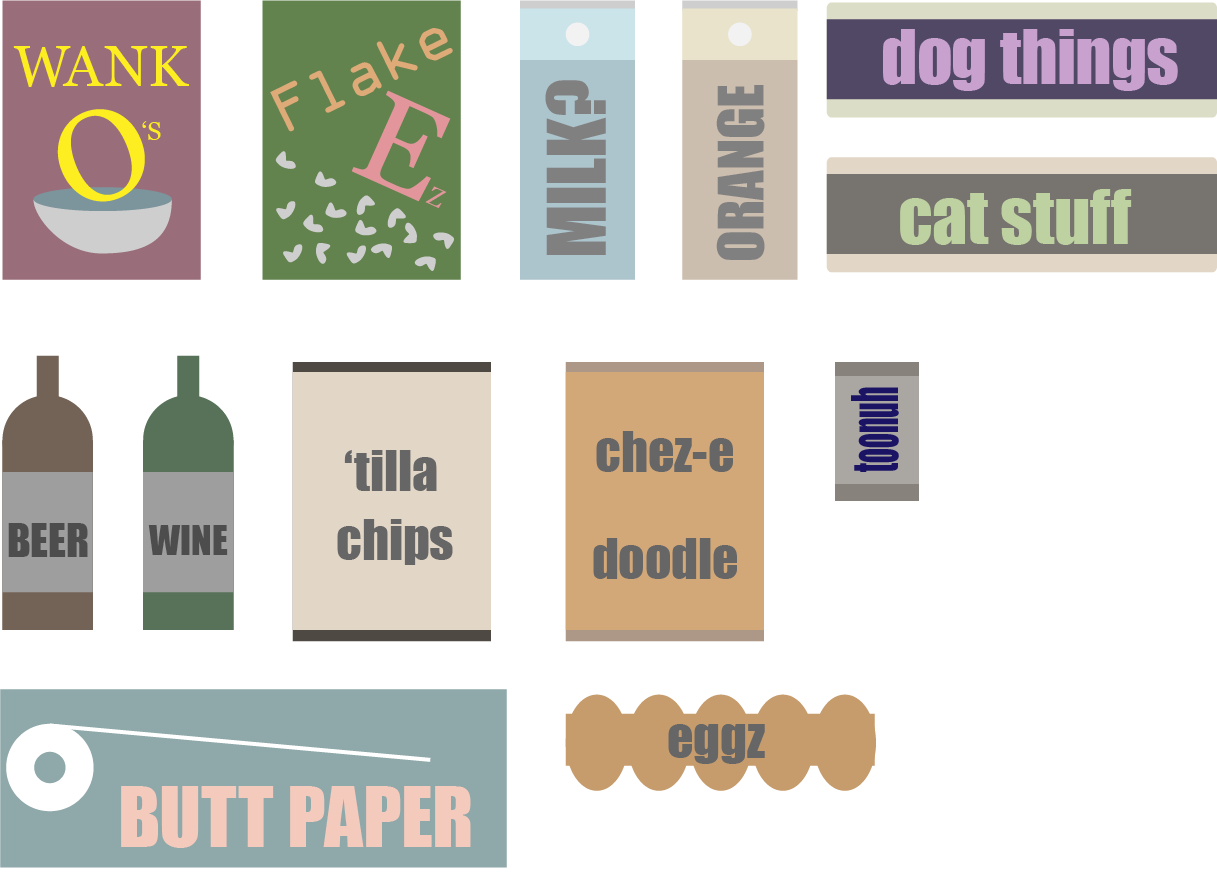 WANK
O's
Flake
Ez
MILK?
ORANGE
dog things
cat stuff
BEER
WINE
‘tilla
chips
chez-e
doodle
toonuh
BUTT PAPER
eggz